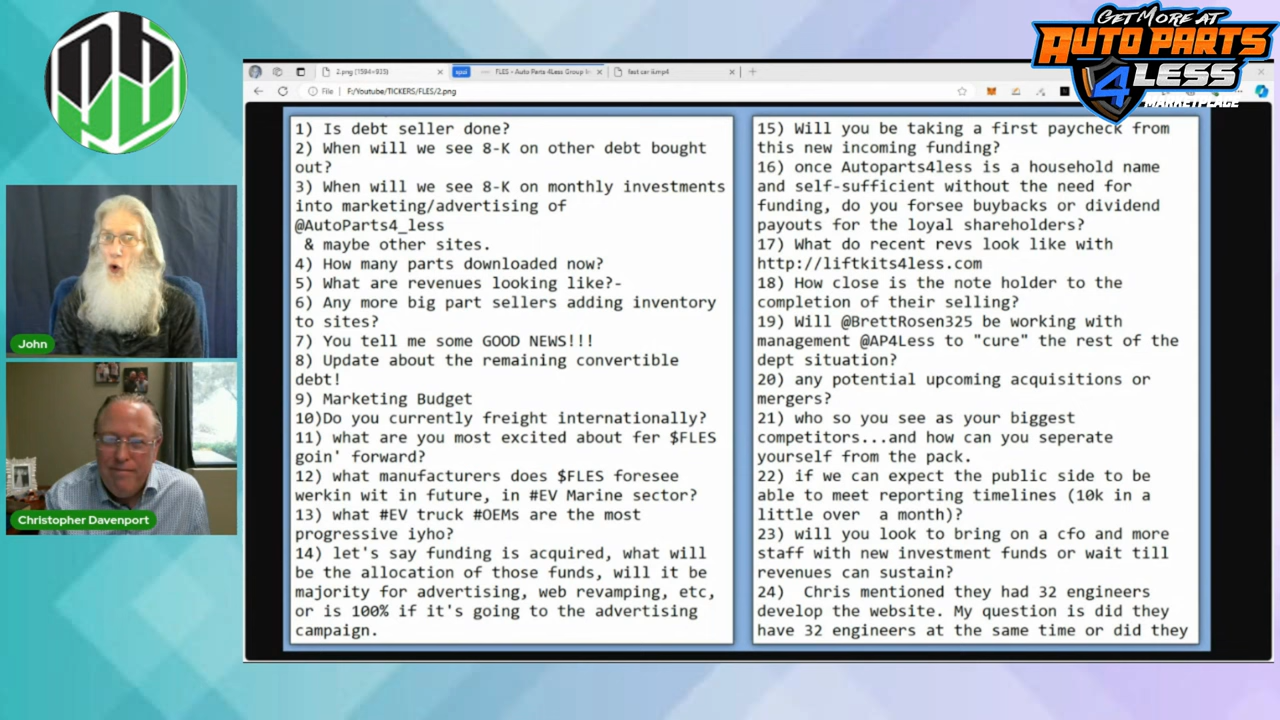 GET MORE AT
AUTO PARTS
4 LESS
MARKETPLACE
2.png (1584×935)
FLES - Auto Parts 4Less Group In
fast car ii.mp4
File
F:/Youtube/TICKERS/FLES/2.png
John
Christopher Davenport
1) Is debt seller done?
2) When will we see 8-K on other debt bought
out?
3) When will we see 8-K on monthly investments
into marketing/advertising of
@AutoParts4_less
& maybe other sites.
4) How many parts downloaded now?
5) What are revenues looking like?-
6) Any more big part sellers adding inventory
to sites?
7) You tell me some GOOD NEWS!!!
8) Update about the remaining convertible
debt!
9) Marketing Budget
10)Do you currently freight internationally?
11) what are you most excited about fer $FLES
goin' forward?
12) what manufacturers does $FLES foresee
werkin wit in future, in #EV Marine sector?
13) what #EV truck #OEMs are the most
progressive iyho?
14) let's say funding is acquired, what will
be the allocation of those funds, will it be
majority for advertising, web revamping, etc,
or is 100% if it's going to the advertising
campaign.
15) Will you be taking a first paycheck from
this new incoming funding?
16) once Autoparts4less is a household name
and self-sufficient without the need for
funding, do you forsee buybacks or dividend
payouts for the loyal shareholders?
17) What do recent revs look like with
http://liftkits4less.com
18) How close is the note holder to the
completion of their selling?
19) Will @BrettRosen325 be working with
management @AP4Less to "cure" the rest of the
dept situation?
20) any potential upcoming acquisitions or
mergers?
21) who so you see as your biggest
competitors...and how can you seperate
yourself from the pack.
22) if we can expect the public side to be
able to meet reporting timelines (10k in a
little over  a month)?
23) will you look to bring on a cfo and more
staff with new investment funds or wait till
revenues can sustain?
24)  Chris mentioned they had 32 engineers
develop the website. My question is did they
have 32 engineers at the same time or did they